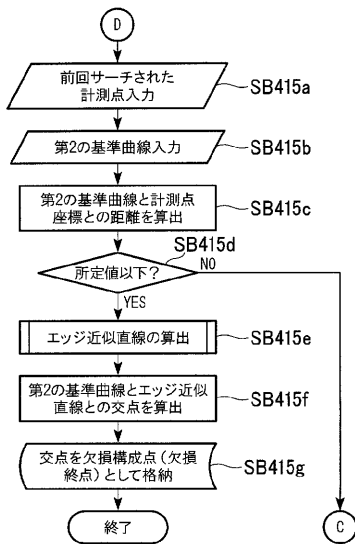 D
前回サーチされた
計測点入力
SB415a
第2の基準曲線入力
SB415b
第2の基準曲線と計測点
座標との距離を算出
SB415c
SB415d
所定値以下?
NO
YES
エッジ近似直線の算出
SB415e
第2の基準曲線とエッジ近似
直線との交点を算出
SB415f
交点を欠損構成点(欠損
終点)として格納
SB415g
終了
C